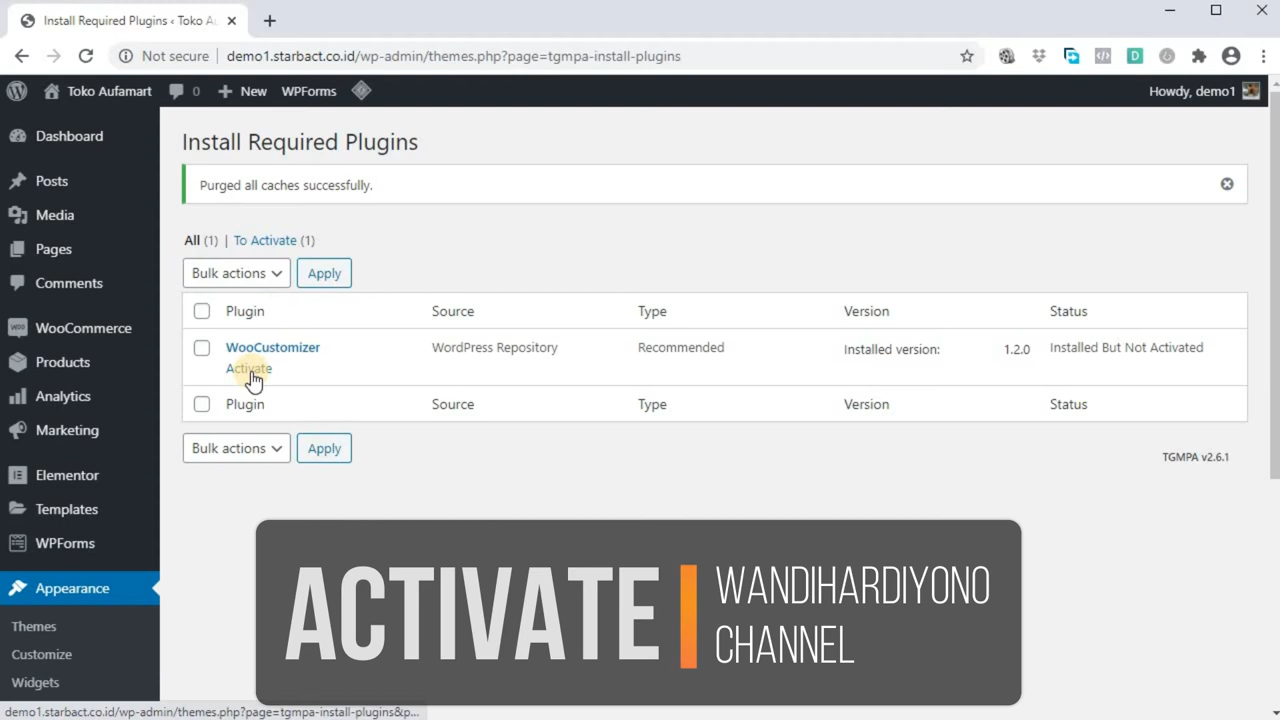 Install Required Plugins ‹ Toko Au
Not secure | demo1.starbact.co.id/wp-admin/themes.php?page=tgmpa-install-plugins
Toko Aufamart 0 New WPForms Howdy, demo1
Dashboard
Posts
Media
Pages
Comments
WooCommerce
Products
Analytics
Marketing
Elementor
Templates
WPForms
Appearance
Themes
Customize
Widgets
Install Required Plugins
Purged all caches successfully.
All (1) | To Activate (1)
Bulk actions Apply
Plugin Source Type Version Status
WooCustomizer WordPress Repository Recommended Installed version: 1.2.0 Installed But Not Activated
Activate
Plugin Source Type Version Status
Bulk actions Apply
TGMPA v2.6.1
ACTIVATE
WANDIHARDIYONO
CHANNEL
demo1.starbact.co.id/wp-admin/themes.php?page=tgmpa-install-plugins&p...